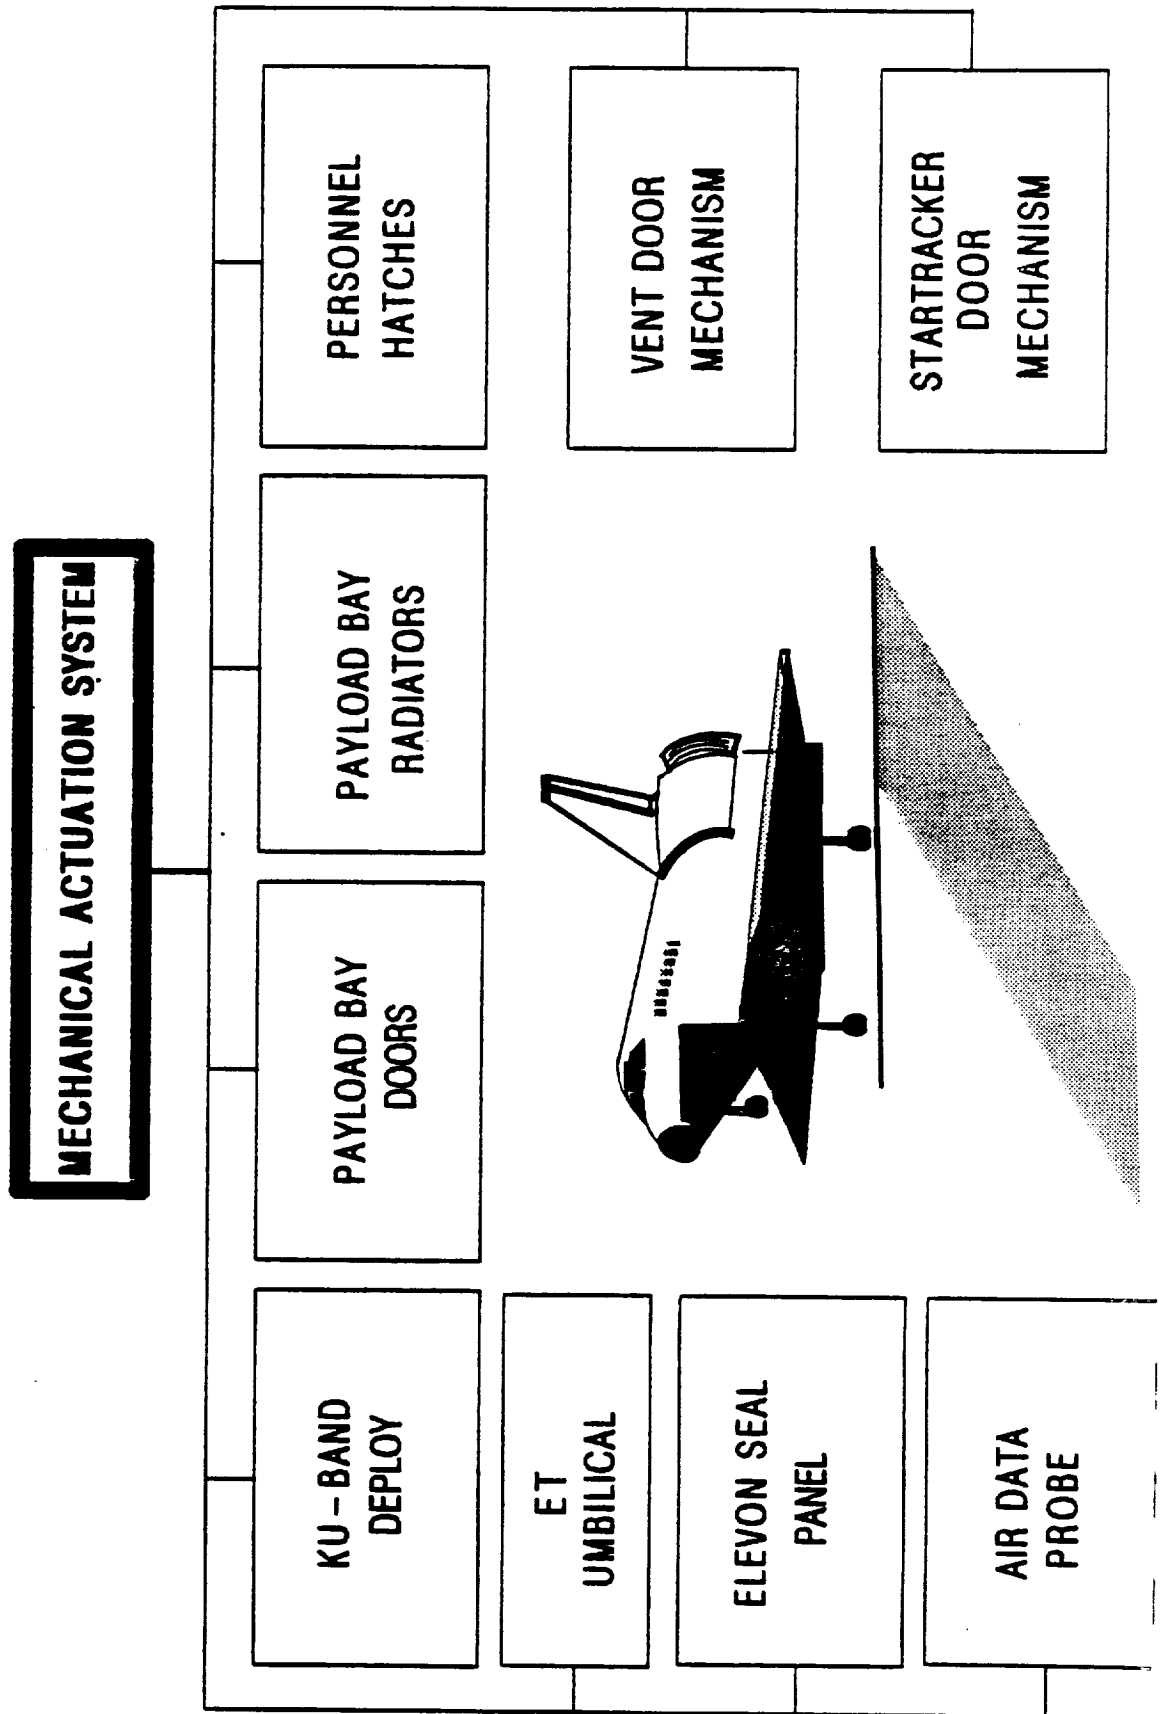 MECHANICAL ACTUATION SYSTEM
KU-BAND
DEPLOY
PAYLOAD BAY
DOORS
PAYLOAD BAY
RADIATORS
PERSONNEL
HATCHES
ET
UMBILICAL
ELEVON SEAL
PANEL
AIR DATA
PROBE
VENT DOOR
MECHANISM
STARTRACKER
DOOR
MECHANISM